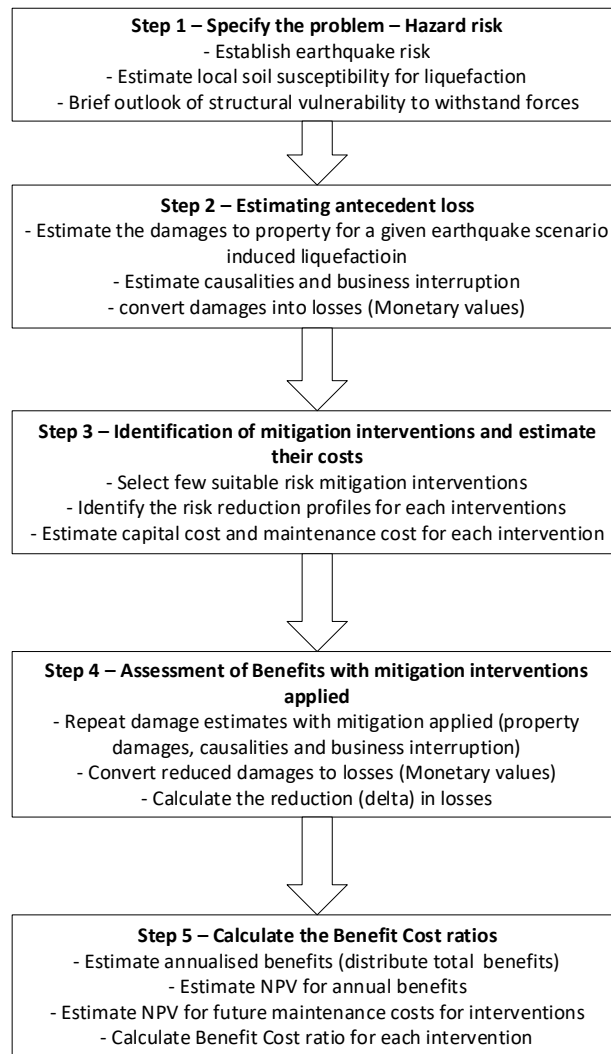 Step 1 – Specify the problem – Hazard risk
- Establish earthquake risk
- Estimate local soil susceptibility for liquefaction
- Brief outlook of structural vulnerability to withstand forces
Step 2 – Estimating antecedent loss
- Estimate the damages to property for a given earthquake scenario
induced liquefactioin
- Estimate causalities and business interruption
- convert damages into losses (Monetary values)
Step 3 – Identification of mitigation interventions and estimate
their costs
- Select few suitable risk mitigation interventions
- Identify the risk reduction profiles for each interventions
- Estimate capital cost and maintenance cost for each intervention
Step 4 – Assessment of Benefits with mitigation interventions
applied
- Repeat damage estimates with mitigation applied (property
damages, causalities and business interruption)
- Convert reduced damages to losses (Monetary values)
- Calculate the reduction (delta) in losses
Step 5 – Calculate the Benefit Cost ratios
- Estimate annualised benefits (distribute total benefits)
- Estimate NPV for annual benefits
- Estimate NPV for future maintenance costs for interventions
- Calculate Benefit Cost ratio for each intervention